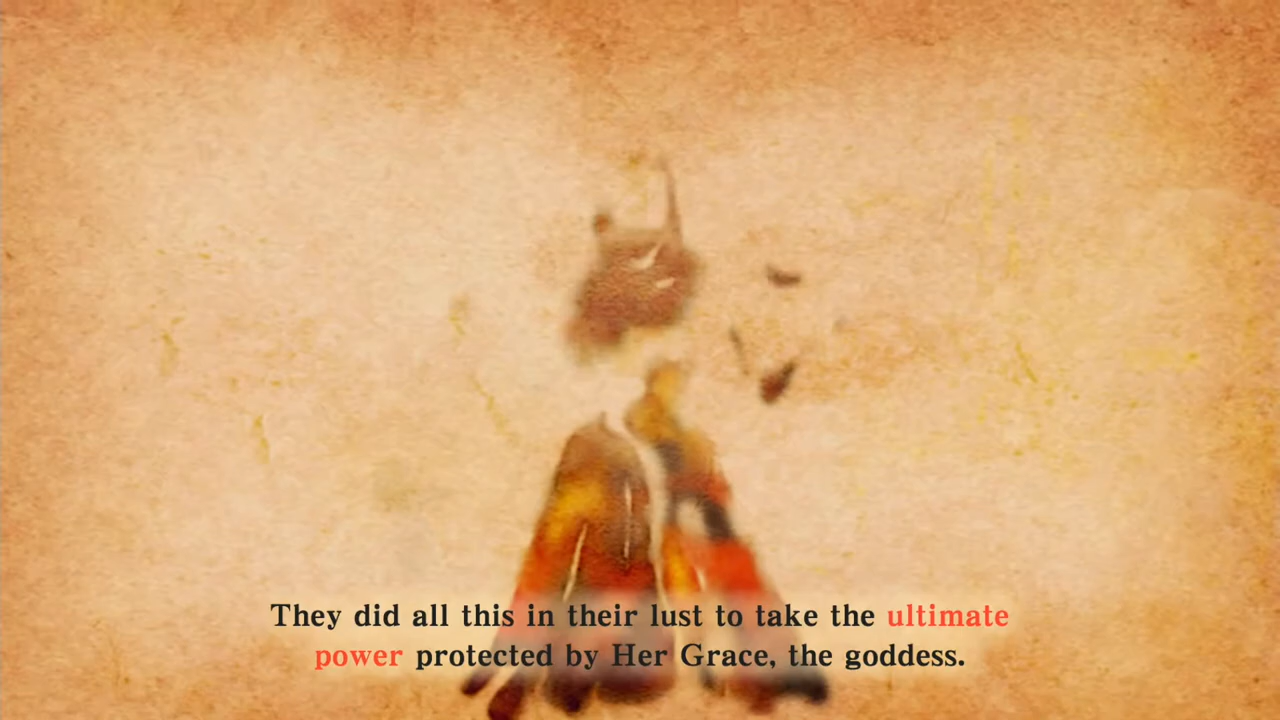 They did all this in their lust to take the ultimate
power protected by Her Grace, the goddess.